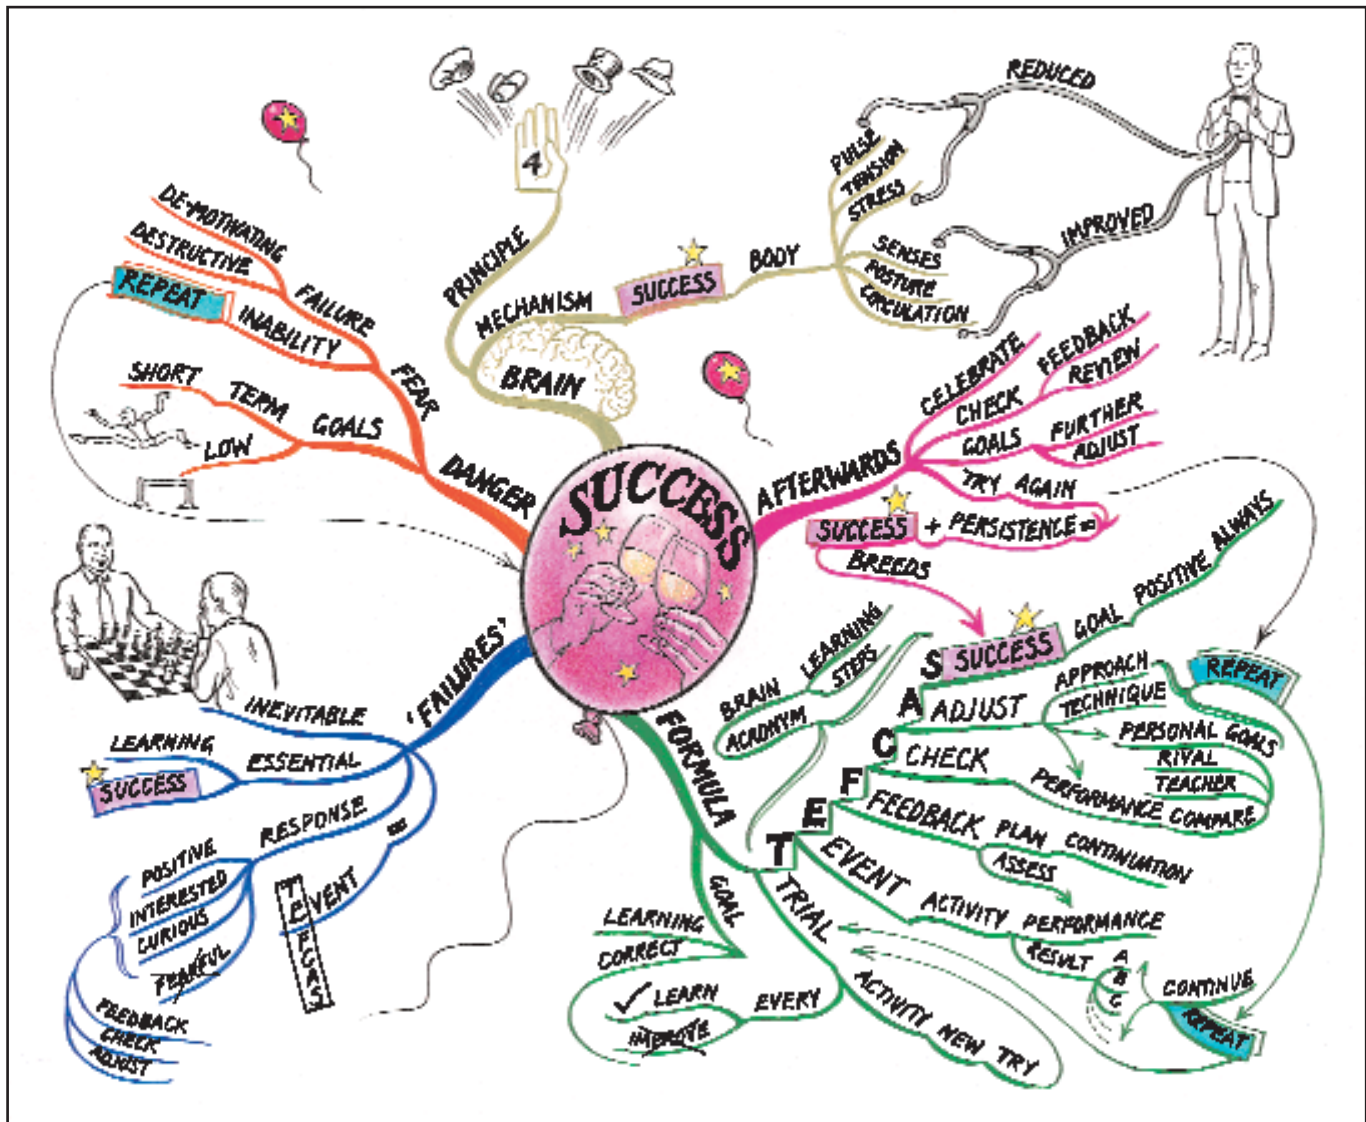 SUCCESS
BRAIN
PRINCIPLE
4
MECHANISM
SUCCESS
BODY
PULSE
TENSION
STRESS
SENSES
POSTURE
CIRCULATION
REDUCED
IMPROVED
AFTERWARDS
CELEBRATE
CHECK
FEEDBACK
REVIEW
GOALS
FURTHER
ADJUST
TRY AGAIN
SUCCESS + PERSISTENCE =
BREEDS
FORMULA
BRAIN
LEARNING
STEPS
ACRONYM
S
SUCCESS
GOAL
POSITIVE ALWAYS
A
ADJUST
APPROACH
TECHNIQUE
REPEAT
C
CHECK
PERFORMANCE
PERSONAL GOALS
RIVAL
TEACHER
COMPARE
F
FEEDBACK
PLAN CONTINUATION
ASSESS
E
EVENT
ACTIVITY
PERFORMANCE
RESULT
A
B
C
CONTINUE
REPEAT
T
TRIAL
ACTIVITY NEW TRY
EVERY
LEARN
IMPROVE
GOAL
LEARNING
CORRECT
'FAILURES'
INEVITABLE
ESSENTIAL
LEARNING
SUCCESS
RESPONSE
POSITIVE
INTERESTED
CURIOUS
FEARFUL
FEEDBACK
CHECK
ADJUST
=
EVENT
TEFCAS
DANGER
FEAR
FAILURE
DE-MOTIVATING
DESTRUCTIVE
INABILITY
REPEAT
GOALS
TERM
SHORT
LOW